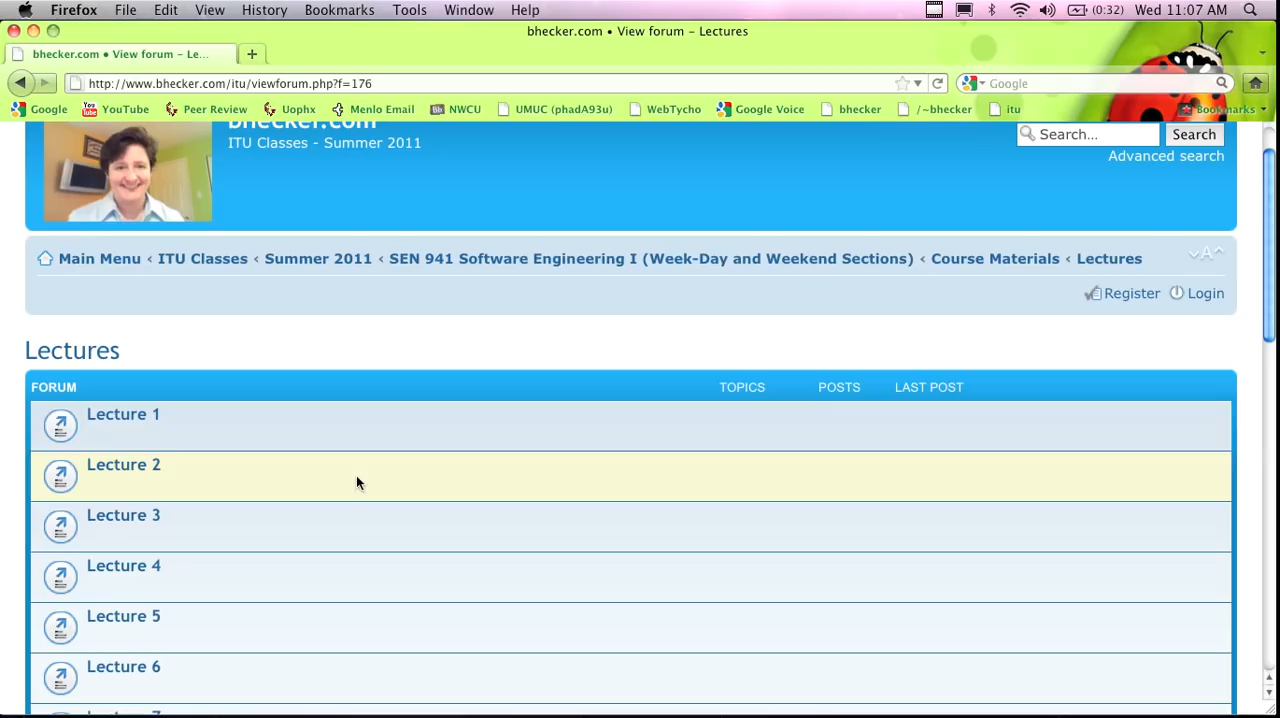 Firefox File Edit View History Bookmarks Tools Window Help (0:32) Wed 11:07 AM
bhecker.com • View forum – Lectures
bhecker.com • View forum – Le...
http://www.bhecker.com/itu/viewforum.php?f=176 Google
Google YouTube Peer Review Uophx Menlo Email Bb NWCU UMUC (phadA93u) WebTycho Google Voice bhecker /~bhecker itu Bookmarks
bhecker.com
ITU Classes - Summer 2011
Search... Search
Advanced search
Main Menu ‹ ITU Classes ‹ Summer 2011 ‹ SEN 941 Software Engineering I (Week-Day and Weekend Sections) ‹ Course Materials ‹ Lectures
Register Login
Lectures
FORUM TOPICS POSTS LAST POST
Lecture 1
Lecture 2
Lecture 3
Lecture 4
Lecture 5
Lecture 6